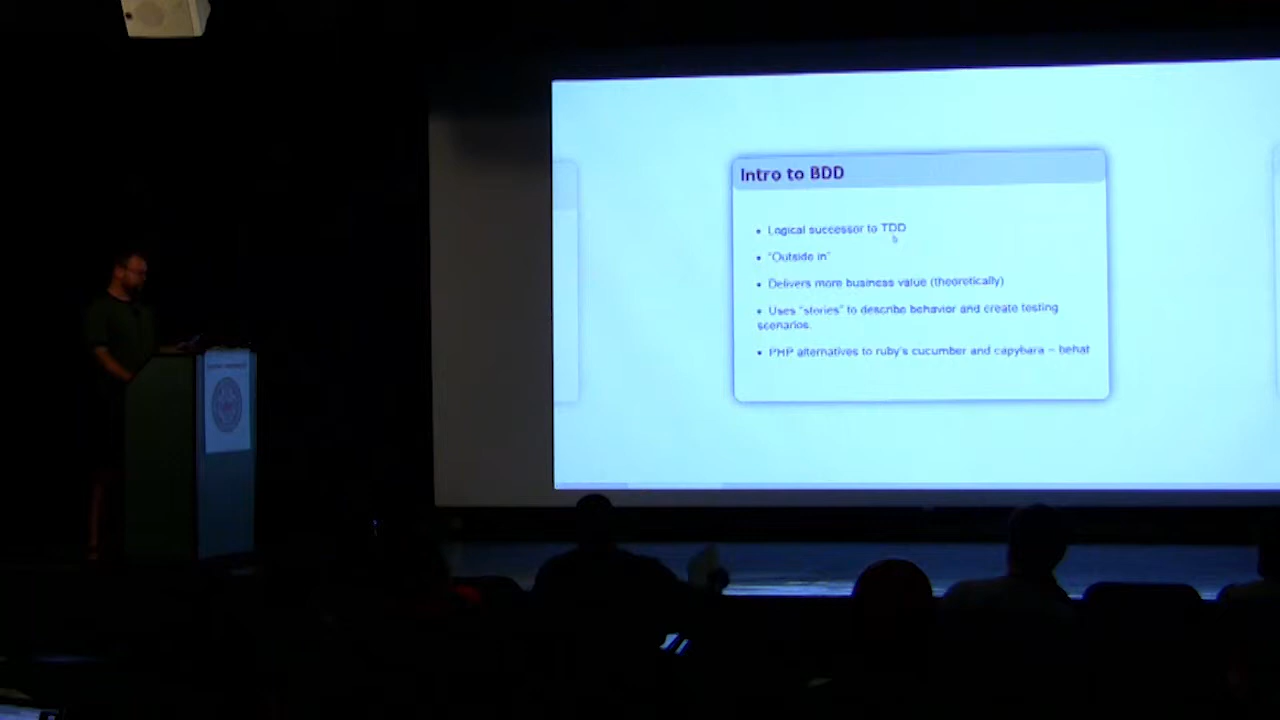 Intro to BDD
• Logical successor to TDD
• "Outside in"
• Delivers more business value (theoretically)
• Uses "stories" to describe behavior and create testing
scenarios.
• PHP alternatives to ruby's cucumber and capybara – behat